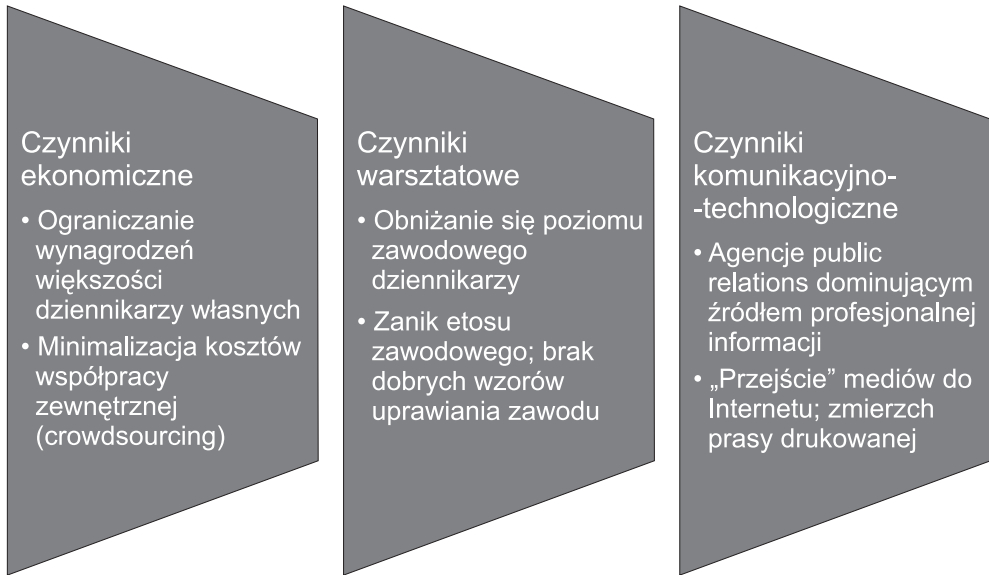 Czynniki
ekonomiczne
• Ograniczanie
wynagrodzeń
większości
dziennikarzy własnych
• Minimalizacja kosztów
współpracy
zewnętrznej
(crowdsourcing)
Czynniki
warsztatowe
• Obniżanie się poziomu
zawodowego
dziennikarzy
• Zanik etosu
zawodowego; brak
dobrych wzorów
uprawiania zawodu
Czynniki
komunikacyjno-
-technologiczne
• Agencje public
relations dominującym
źródłem profesjonalnej
informacji
• „Przejście” mediów do
Internetu; zmierzch
prasy drukowanej